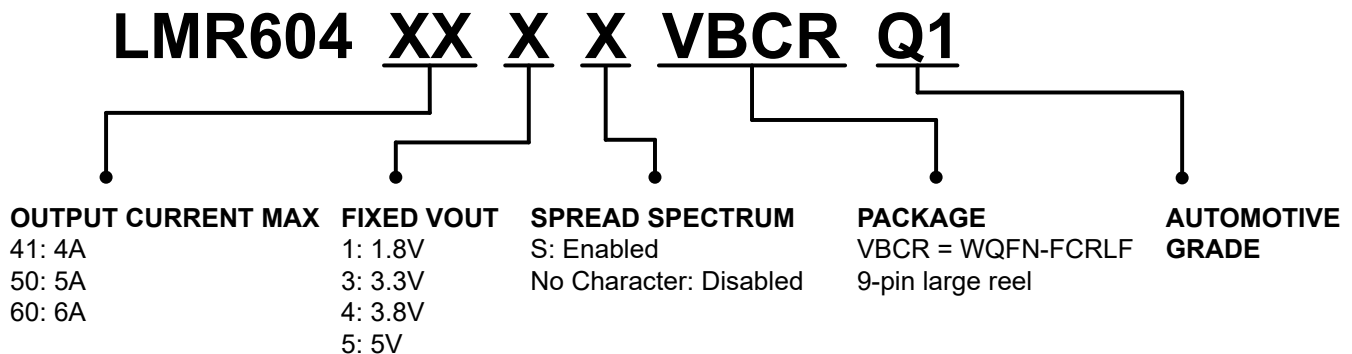 LMR604 XX X X VBCR Q1
OUTPUT CURRENT MAX
41: 4A
50: 5A
60: 6A
FIXED VOUT
1: 1.8V
3: 3.3V
4: 3.8V
5: 5V
SPREAD SPECTRUM
S: Enabled
No Character: Disabled
PACKAGE
VBCR = WQFN-FCRLF
9-pin large reel
AUTOMOTIVE
GRADE